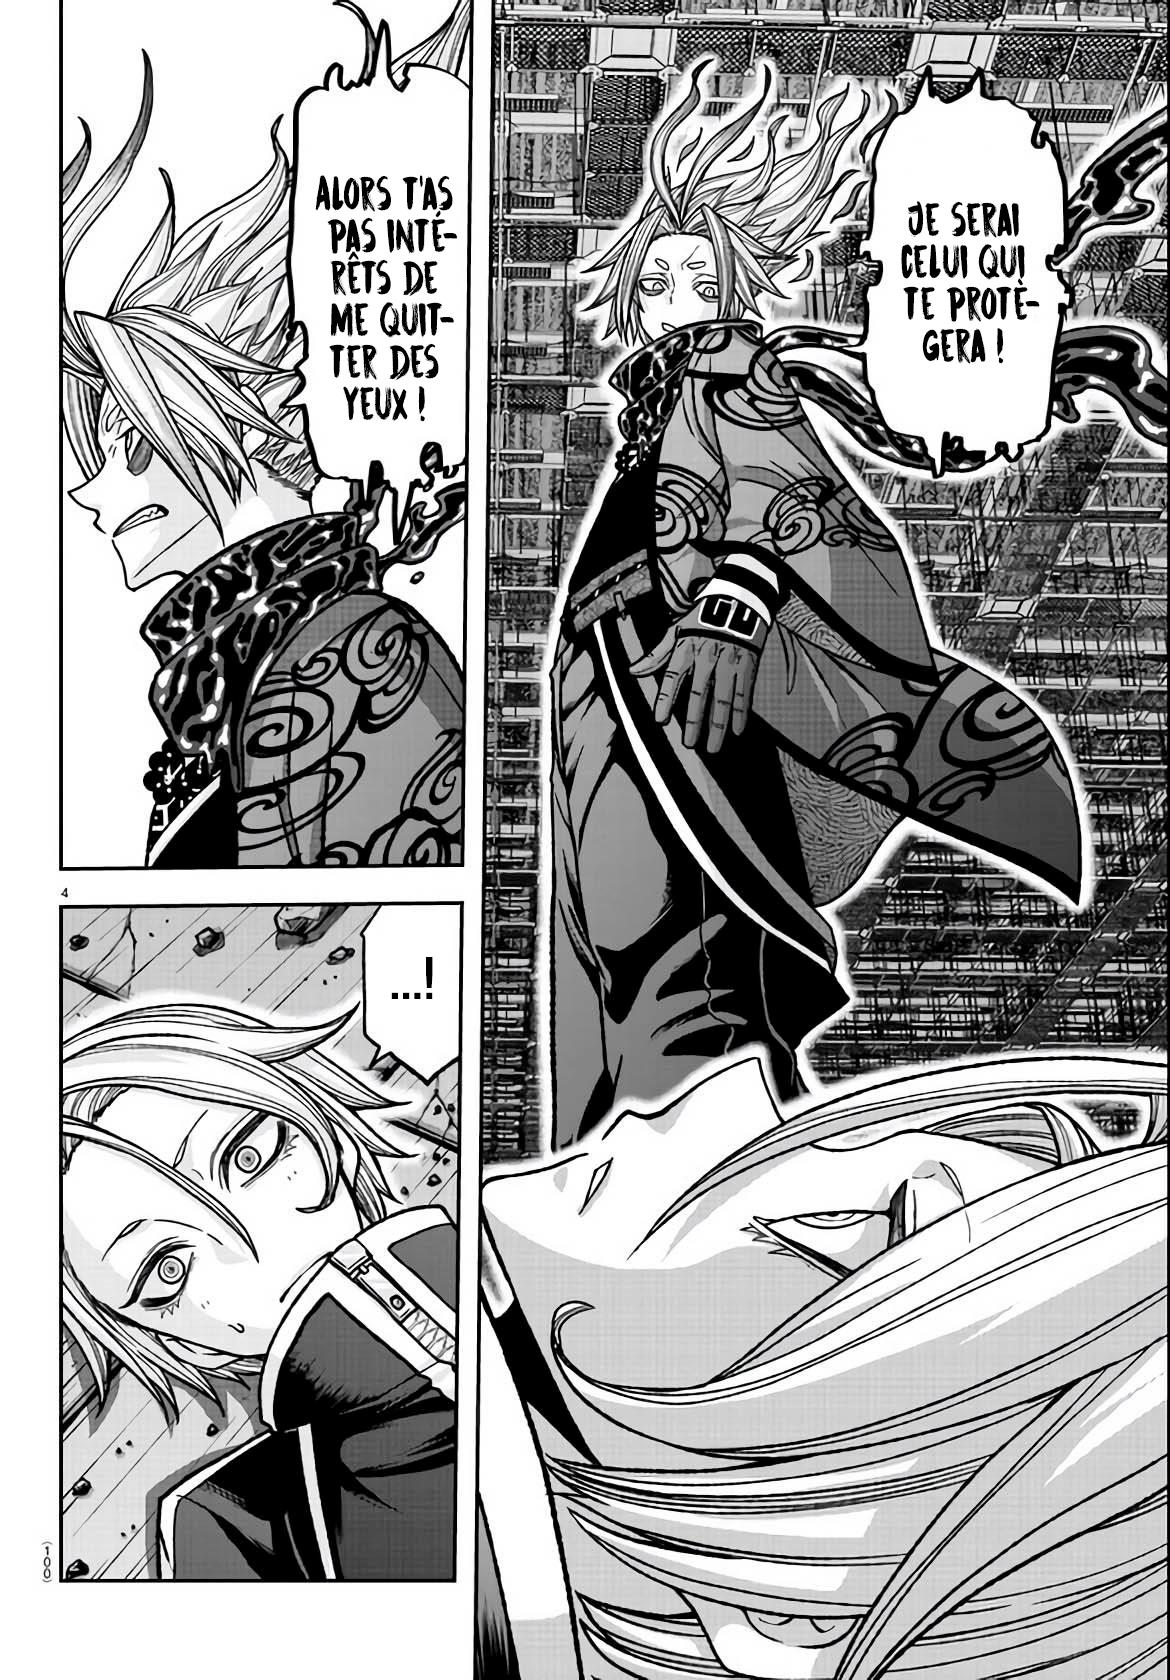 JE SERAI
CELUI QUI
TE PROTÈ-
GERA !
GU
ALORS T'AS
PAS INTÉ-
RÊTS DE
ME QUIT-
TER DES
YEUX !
4
...!
(100)